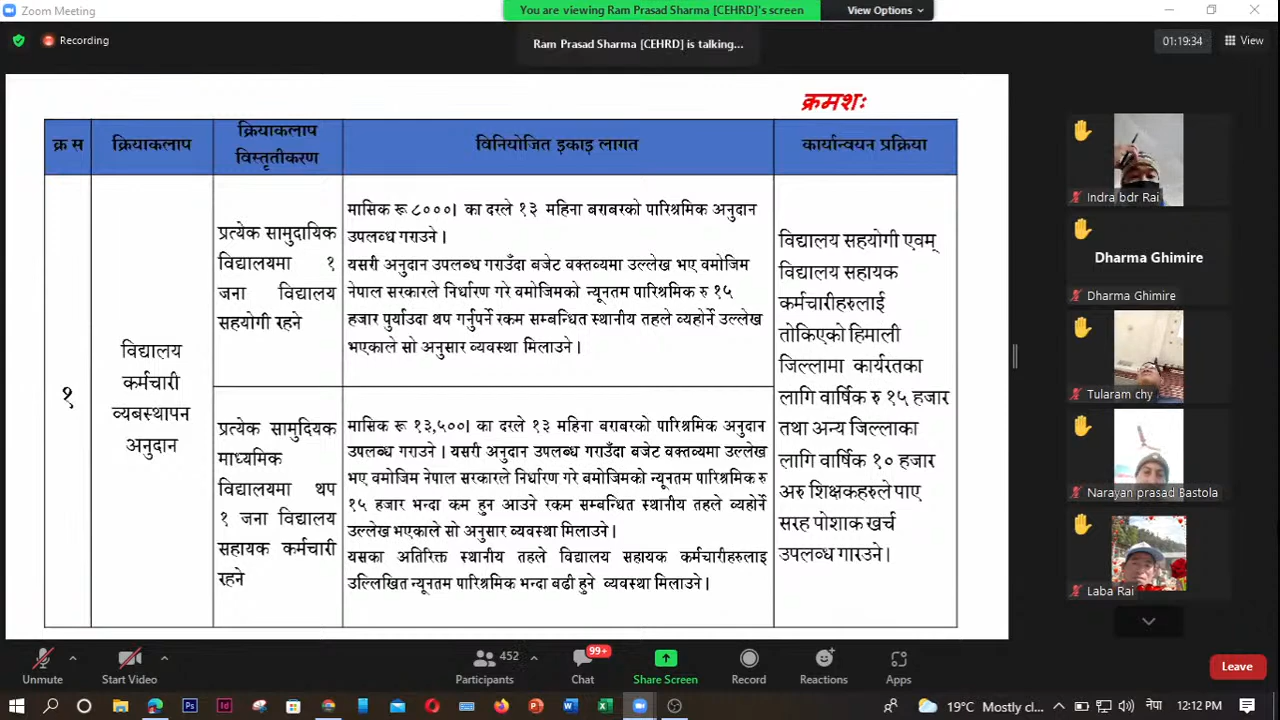 Zoom Meeting
You are viewing Ram Prasad Sharma [CEHRD]'s screen
View Options
Recording
Ram Prasad Sharma [CEHRD] is talking...
01:19:34
View
क्रमशः
क्र स
क्रियाकलाप
क्रियाकलाप
विस्तृतीकरण
विनियोजित इकाइ लागत
कार्यान्वयन प्रक्रिया
१
विद्यालय
कर्मचारी
व्यबस्थापन
अनुदान
प्रत्येक सामुदायिक
विद्यालयमा १
जना विद्यालय
सहयोगी रहने
मासिक रू ८०००। का दरले १३ महिना बराबरको पारिश्रमिक अनुदान
उपलव्ध गराउने।
यसरी अनुदान उपलव्ध गराउँदा बजेट वक्तव्यमा उल्लेख भए वमोजिम
नेपाल सरकारले निर्धारण गरे वमोजिमको न्यूनतम पारिश्रमिक रु १५
हजार पुर्याउदा थप गर्नुपर्ने रकम सम्बन्धित स्थानीय तहले व्यहोर्ने उल्लेख
भएकाले सो अनुसार व्यवस्था मिलाउने।
प्रत्येक सामुदियक
माध्यमिक
विद्यालयमा थप
१ जना विद्यालय
सहायक कर्मचारी
रहने
मासिक रू १३,५००। का दरले १३ महिना बराबरको पारिश्रमिक अनुदान
उपलव्ध गराउने। यसरी अनुदान उपलव्ध गराउँदा बजेट वक्तव्यमा उल्लेख
भए वमोजिम नेपाल सरकारले निर्धारण गरे बमोजिमको न्यूनतम पारिश्रमिक रु
१५ हजार भन्दा कम हुन आउने रकम सम्बन्धित स्थानीय तहले व्यहोर्ने
उल्लेख भएकाले सो अनुसार व्यवस्था मिलाउने।
यसका अतिरिक्त स्थानीय तहले विद्यालय सहायक कर्मचारीहरुलाइ
उल्लिखित न्यूनतम पारिश्रमिक भन्दा बढी हुने व्यवस्था मिलाउने।
विद्यालय सहयोगी एवम्
विद्यालय सहायक
कर्मचारीहरुलाई
तोकिएको हिमाली
जिल्लामा कार्यरतका
लागि वार्षिक रु १५ हजार
तथा अन्य जिल्लाका
लागि वार्षिक १० हजार
अरु शिक्षकहरुले पाए
सरह पोशाक खर्च
उपलव्ध गारउने।
Indra bdr Rai
Dharma Ghimire
Dharma Ghimire
Tularam chy
Narayan prasad Bastola
Laba Rai
Unmute
Start Video
452
Participants
99+
Chat
Share Screen
Record
Reactions
Apps
Leave
Ps
Id
19°C Mostly cl...
नेपा
12:12 PM